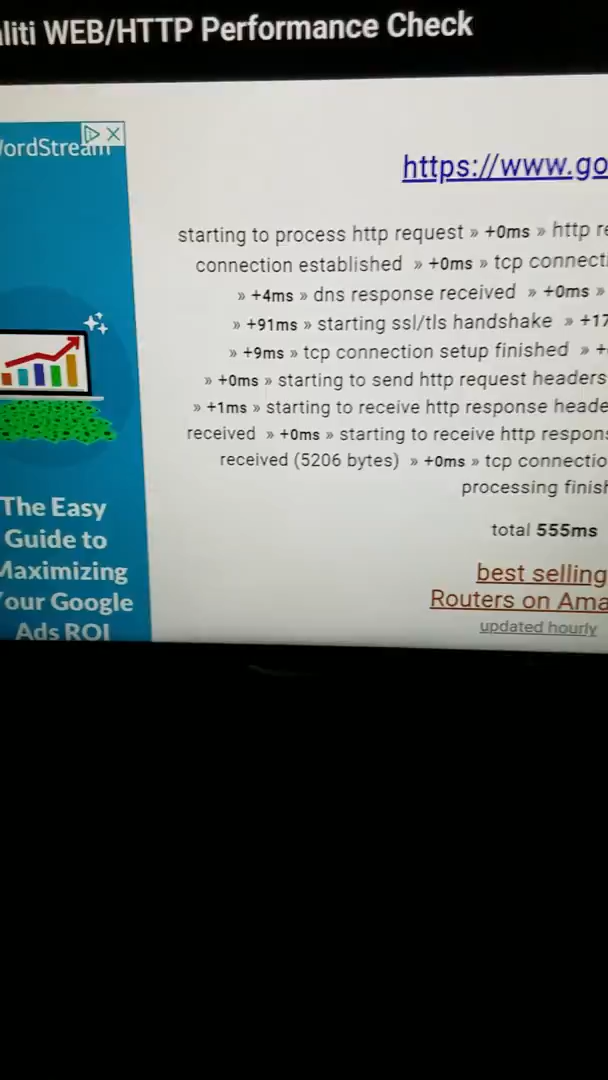 WEB/HTTP Performance Check
WordStream
https://www.go
starting to process http request » +0ms » http re
connection established » +0ms » tcp connecti
» +4ms » dns response received » +0ms »
» +91ms » starting ssl/tls handshake » +17
» +9ms » tcp connection setup finished » +
» +0ms » starting to send http request headers
» +1ms » starting to receive http response heade
received » +0ms » starting to receive http respons
received (5206 bytes) » +0ms » tcp connectio
processing finish
total 555ms
best selling
Routers on Ama
updated hourly
The Easy
Guide to
Maximizing
Your Google
Ads ROI